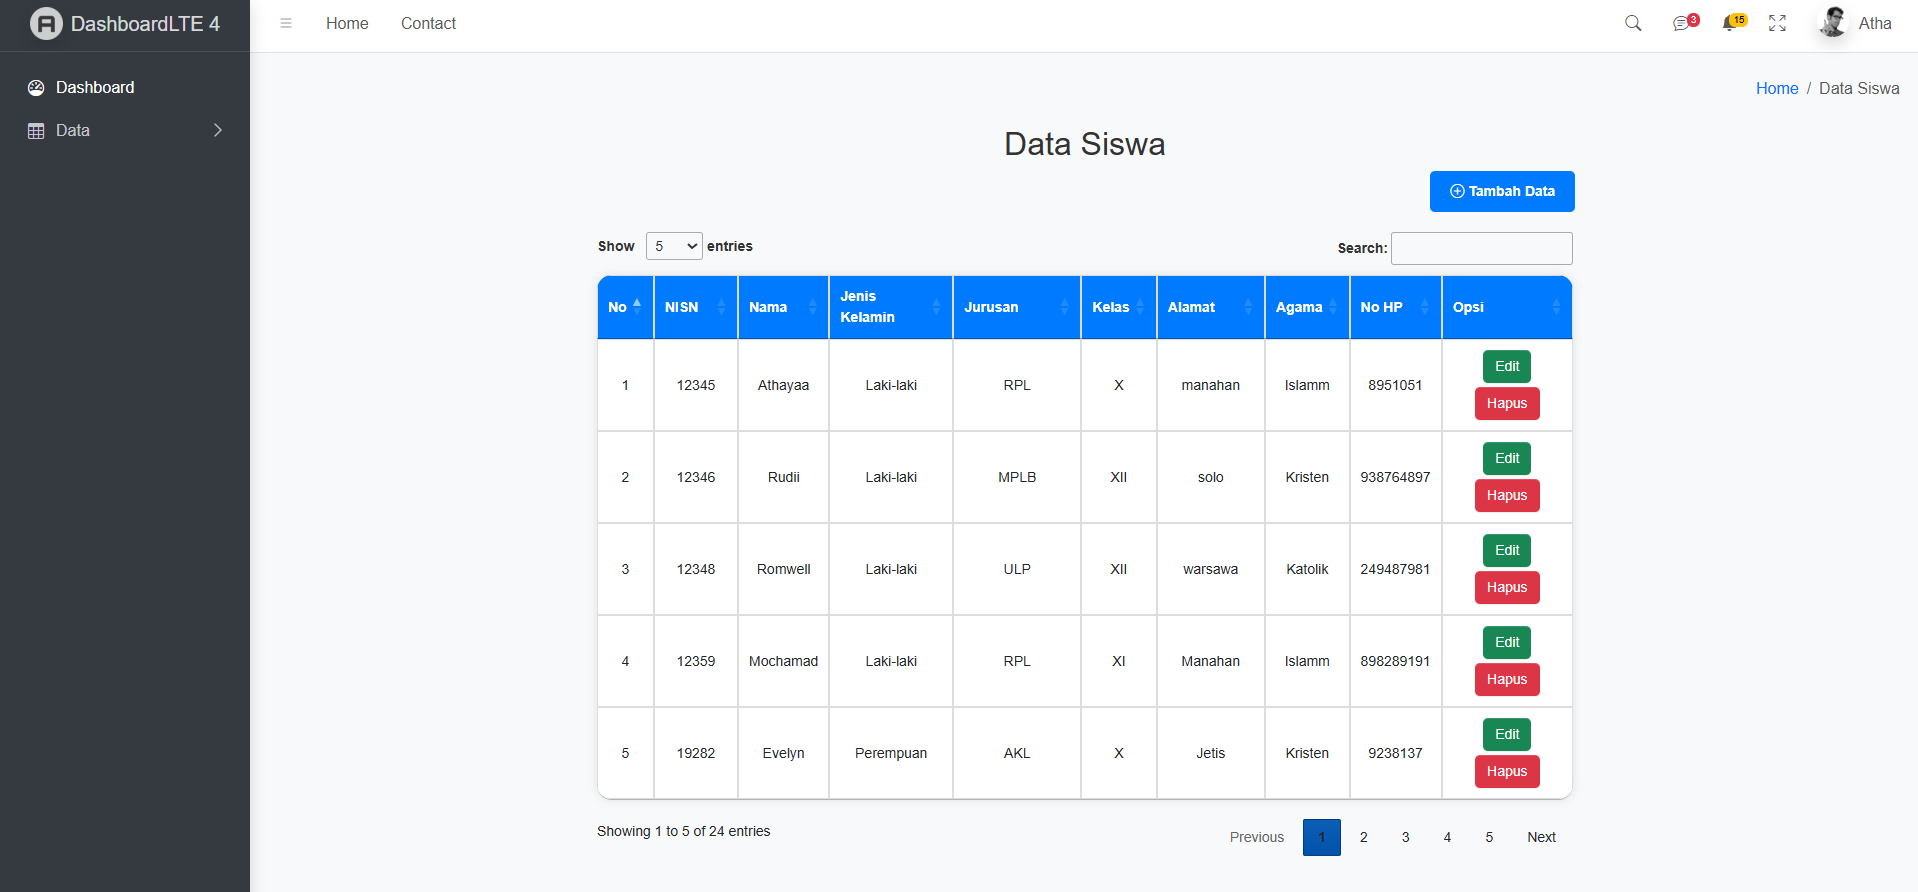 DashboardLTE 4
Home
Contact
3
15
Atha
Dashboard
Data
Home / Data Siswa
Data Siswa
Tambah Data
Show 5 entries
Search:
No NISN Nama Jenis Kelamin Jurusan Kelas Alamat Agama No HP Opsi
1 12345 Athayaa Laki-laki RPL X manahan Islamm 8951051 Edit Hapus
2 12346 Rudii Laki-laki MPLB XII solo Kristen 938764897 Edit Hapus
3 12348 Romwell Laki-laki ULP XII warsawa Katolik 249487981 Edit Hapus
4 12359 Mochamad Laki-laki RPL XI Manahan Islamm 898289191 Edit Hapus
5 19282 Evelyn Perempuan AKL X Jetis Kristen 9238137 Edit Hapus
Showing 1 to 5 of 24 entries
Previous 1 2 3 4 5 Next